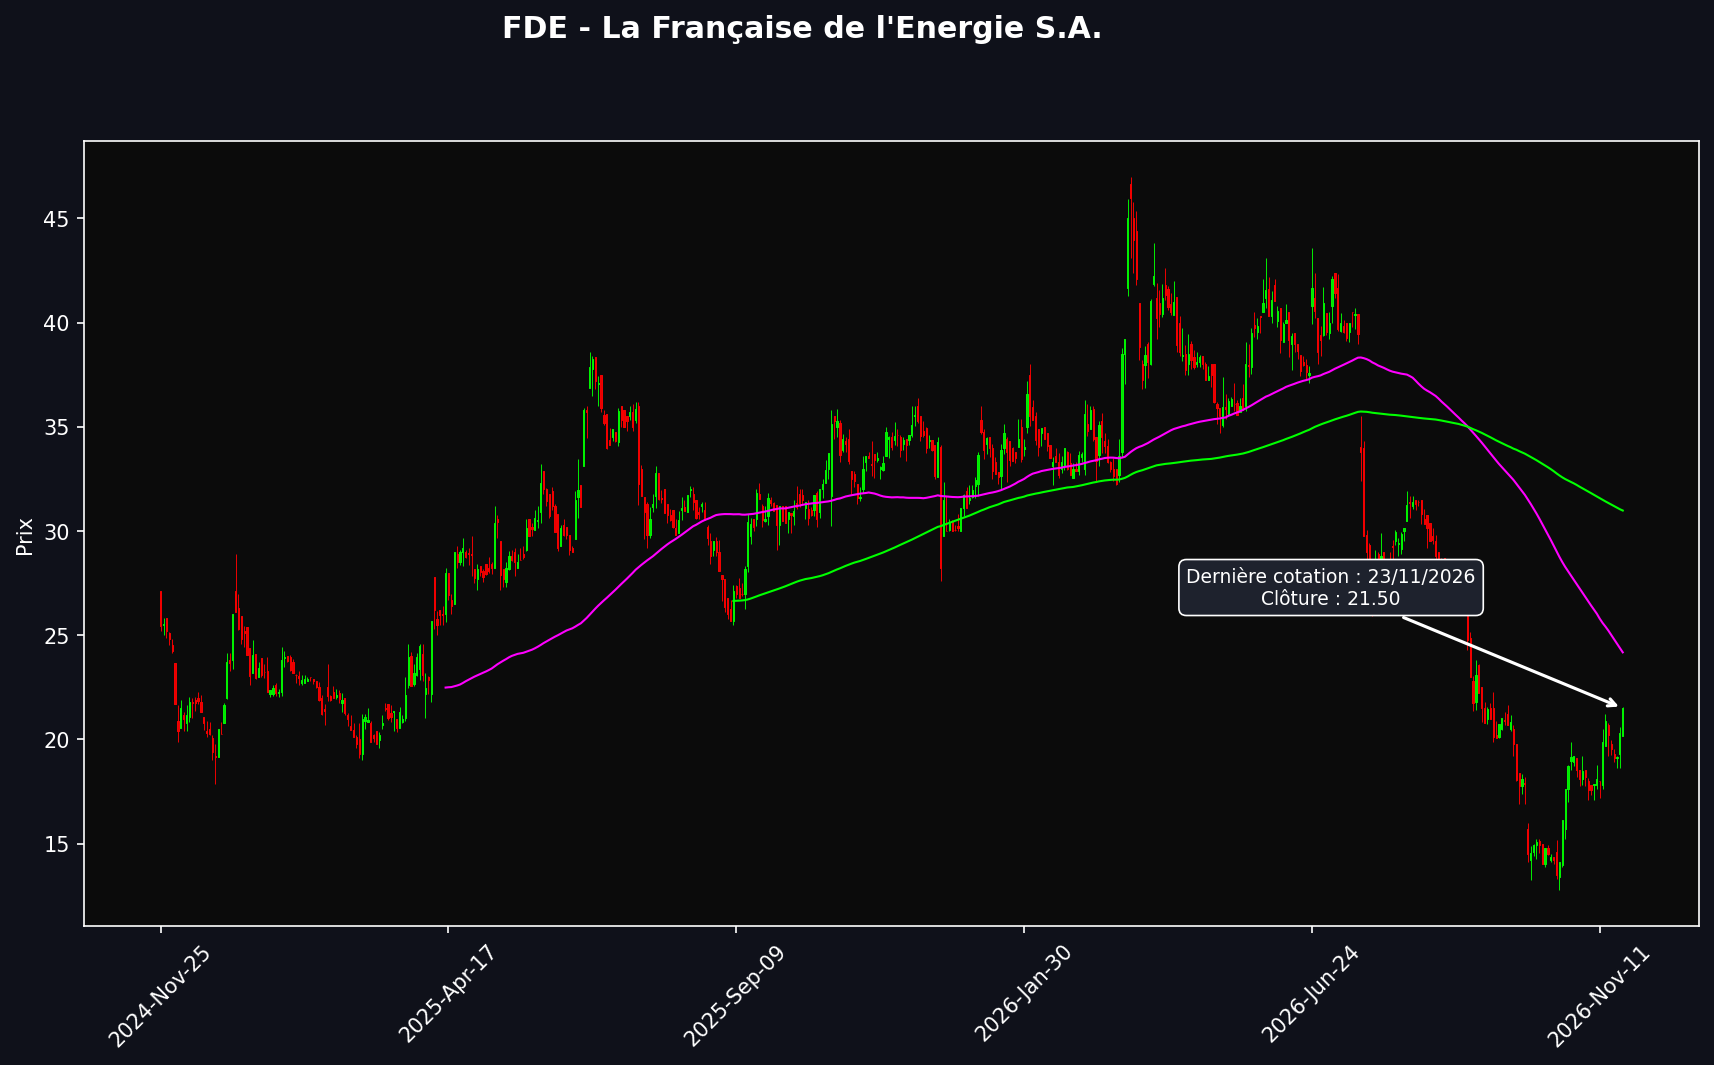 FDE - La Française de l'Energie S.A.
Prix
45
40
35
30
25
20
15
Dernière cotation : 23/11/2026
Clôture : 21.50
2024-Nov-25
2025-Apr-17
2025-Sep-09
2026-Jan-30
2026-Jun-24
2026-Nov-11